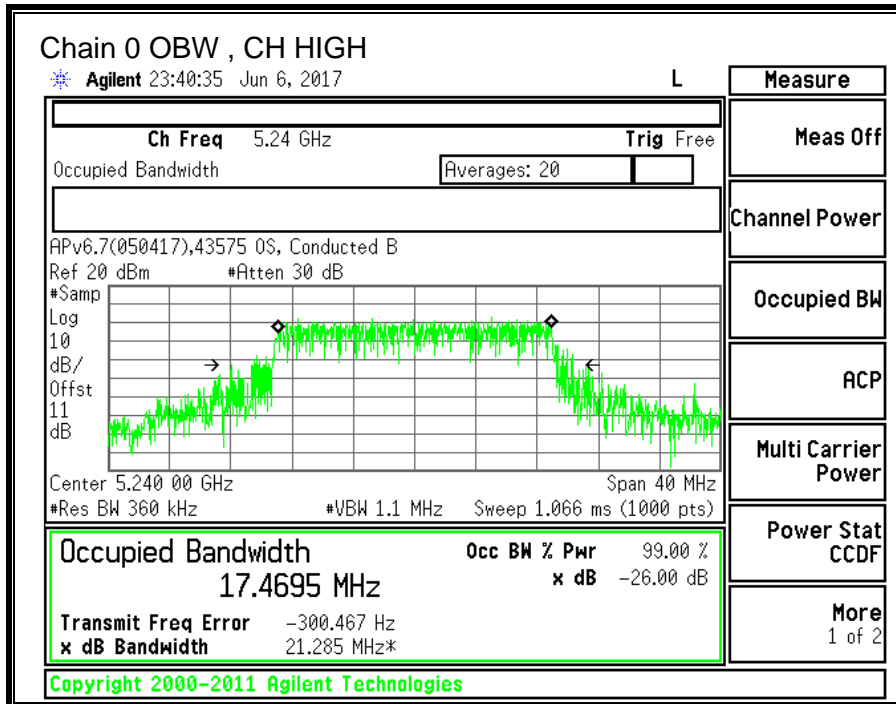 Chain 0 OBW , CH HIGH
Agilent 23:40:35 Jun 6, 2017 L
Measure
Ch Freq 5.24 GHz Trig Free
Meas Off
Occupied Bandwidth Averages: 20
Channel Power
APv6.7(050417),43575 OS, Conducted B
Ref 20 dBm #Atten 30 dB
#Samp
Log
10
dB/
Offst
11
dB
Occupied BW
ACP
Multi Carrier
Power
Center 5.240 00 GHz Span 40 MHz
#Res BW 360 kHz #VBW 1.1 MHz Sweep 1.066 ms (1000 pts)
Power Stat
CCDF
Occupied Bandwidth Occ BW % Pwr 99.00 %
17.4695 MHz x dB -26.00 dB
Transmit Freq Error -300.467 Hz
x dB Bandwidth 21.285 MHz*
More
1 of 2
Copyright 2000-2011 Agilent Technologies